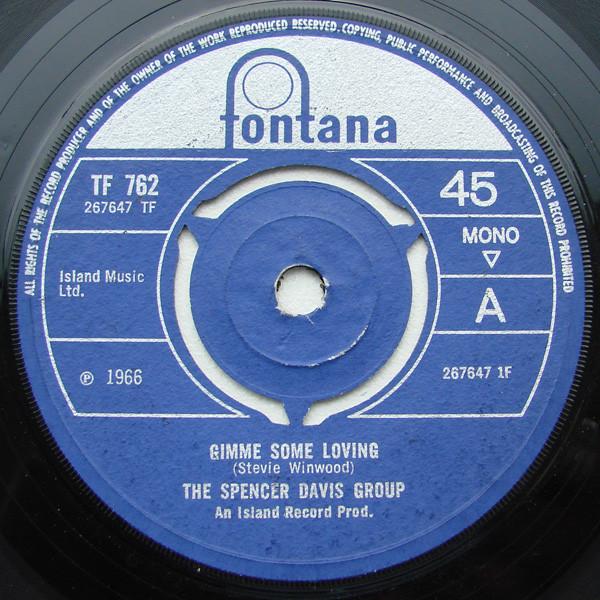 ALL RIGHTS OF THE RECORD PRODUCER AND OF THE OWNER OF THE WORK REPRODUCED RESERVED. COPYING, PUBLIC PERFORMANCE AND BROADCASTING OF THIS RECORD PROHIBITED
fontana
TF 762
267647 TF
Island Music
Ltd.
℗ 1966
45
MONO
A
267647 1F
GIMME SOME LOVING
(Stevie Winwood)
THE SPENCER DAVIS GROUP
An Island Record Prod.